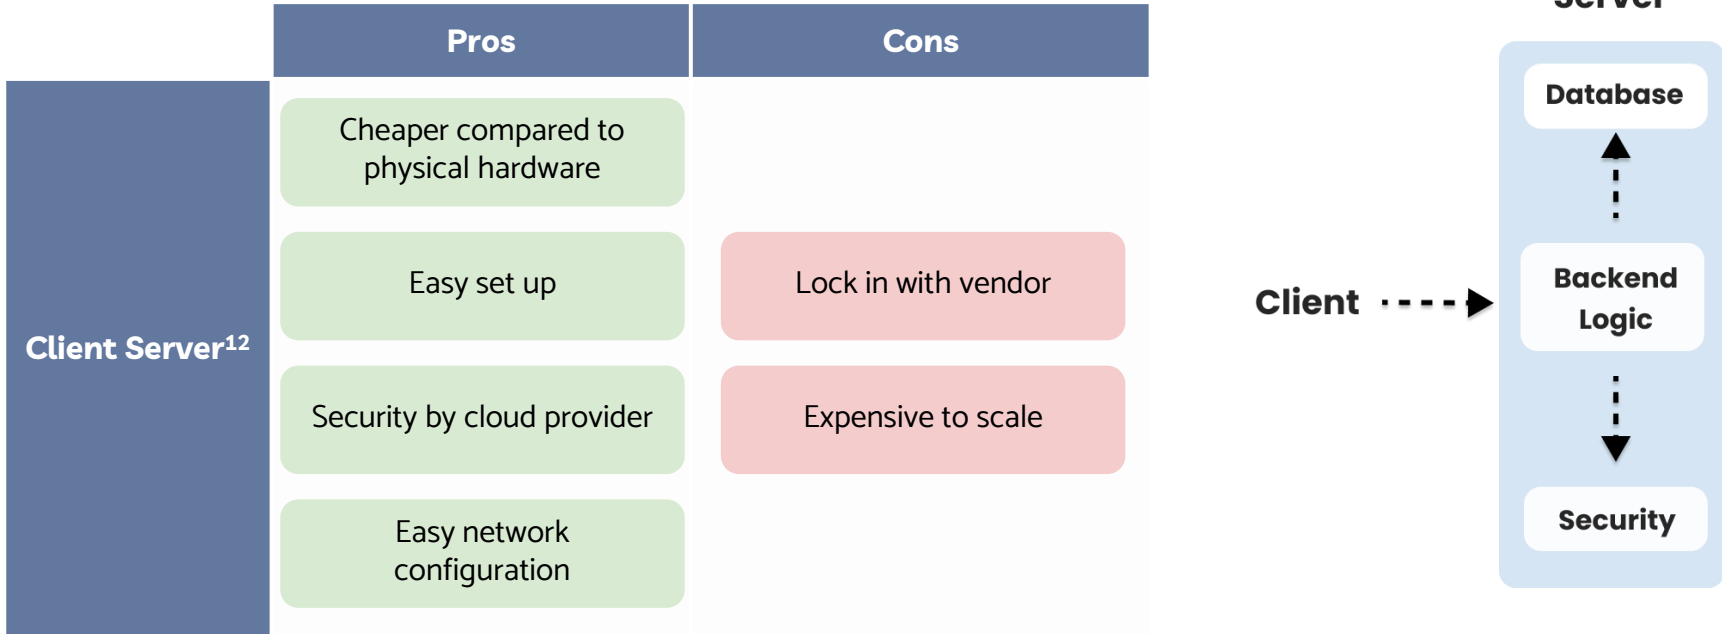 Pros
Cons
Client Server¹²
Cheaper compared to
physical hardware
Easy set up
Security by cloud provider
Easy network
configuration
Lock in with vendor
Expensive to scale
Server
Client
Database
Backend
Logic
Security